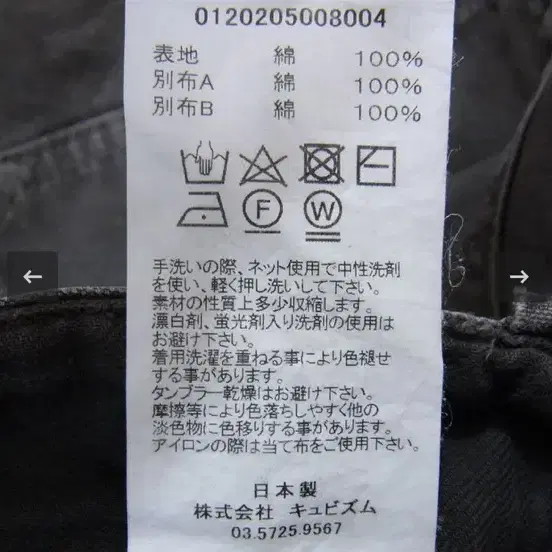 0120205008004
表地 綿 100%
別布A 綿 100%
別布B 綿 100%
F W
手洗いの際、ネット使用で中性洗剤
を使い、軽く押し洗いして下さい。
素材の性質上多少収縮します。
漂白剤、蛍光剤入り洗剤の使用は
お避け下さい。
着用洗濯を重ねる事により色褪せ
する事があります。
タンブラー乾燥はお避け下さい。
摩擦等により色落ちしやすく他の
淡色物に色移りする事があります。
アイロンの際は当て布をご使用下さい。
日本製
株式会社 キュビズム
03.5725.9567